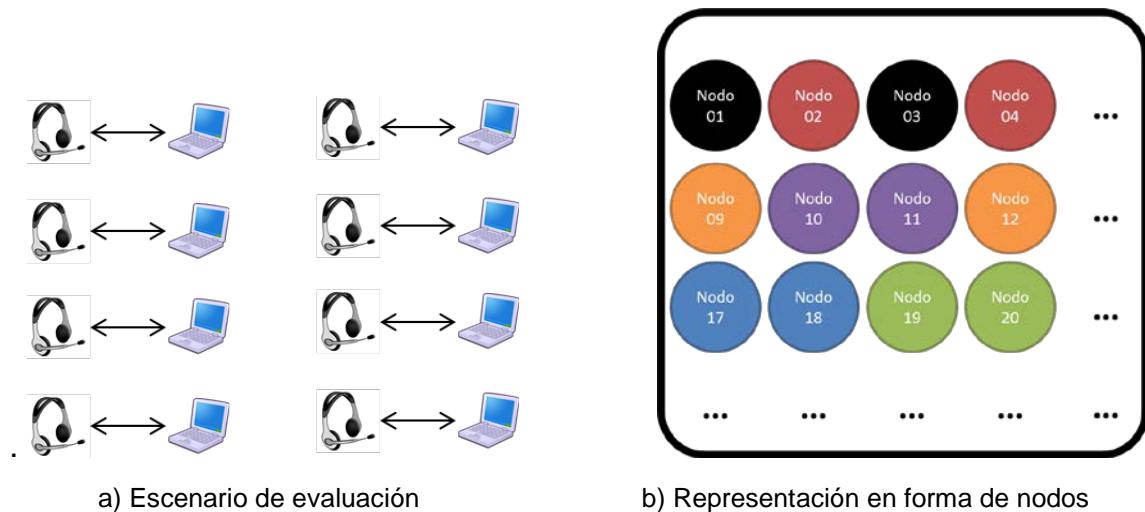 Nodo 01 Nodo 02 Nodo 03 Nodo 04 ...
Nodo 09 Nodo 10 Nodo 11 Nodo 12 ...
Nodo 17 Nodo 18 Nodo 19 Nodo 20 ...
... ... ... ... ...
.
a) Escenario de evaluación
b) Representación en forma de nodos